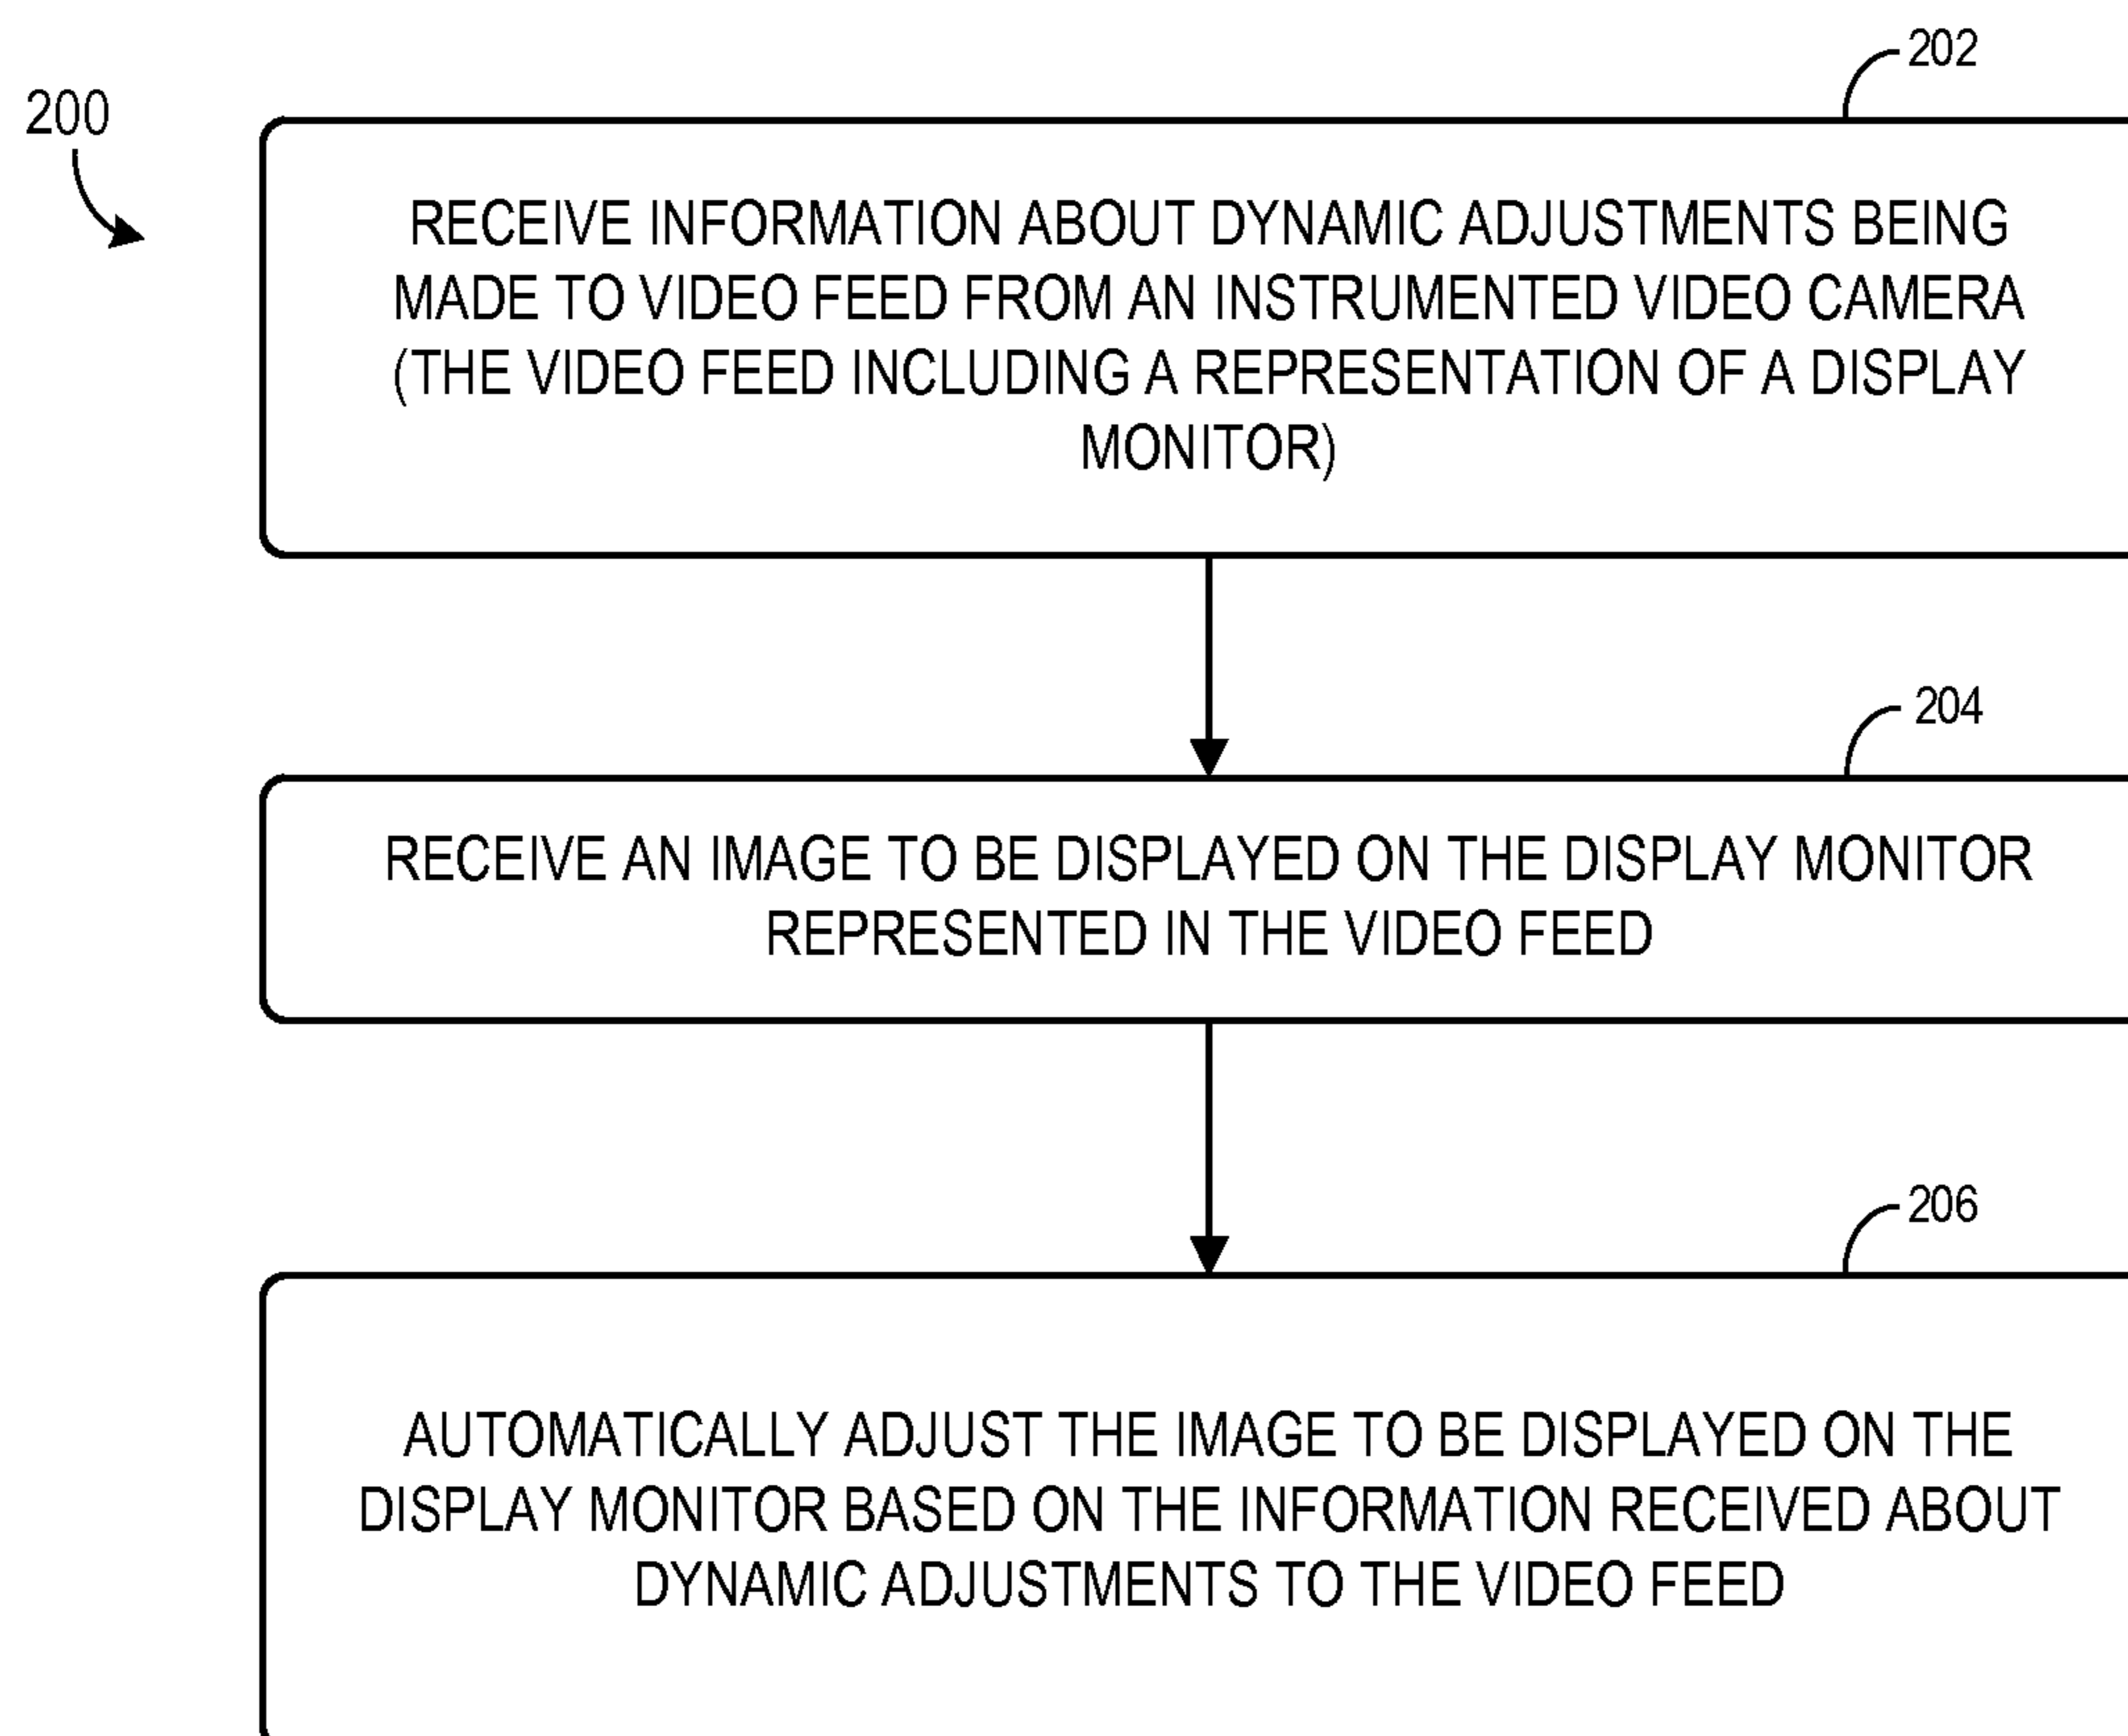 202
200
RECEIVE INFORMATION ABOUT DYNAMIC ADJUSTMENTS BEING
MADE TO VIDEO FEED FROM AN INSTRUMENTED VIDEO CAMERA
(THE VIDEO FEED INCLUDING A REPRESENTATION OF A DISPLAY
MONITOR)
204
RECEIVE AN IMAGE TO BE DISPLAYED ON THE DISPLAY MONITOR
REPRESENTED IN THE VIDEO FEED
206
AUTOMATICALLY ADJUST THE IMAGE TO BE DISPLAYED ON THE
DISPLAY MONITOR BASED ON THE INFORMATION RECEIVED ABOUT
DYNAMIC ADJUSTMENTS TO THE VIDEO FEED